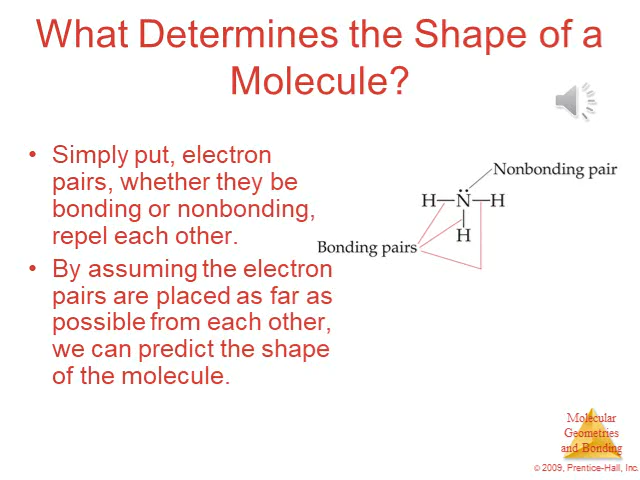 What Determines the Shape of a
Molecule?
• Simply put, electron
pairs, whether they be
bonding or nonbonding,
repel each other.
• By assuming the electron
pairs are placed as far as
possible from each other,
we can predict the shape
of the molecule.
Nonbonding pair
H—N̈—H
H
Bonding pairs
Molecular
Geometries
and Bonding
© 2009, Prentice-Hall, Inc.